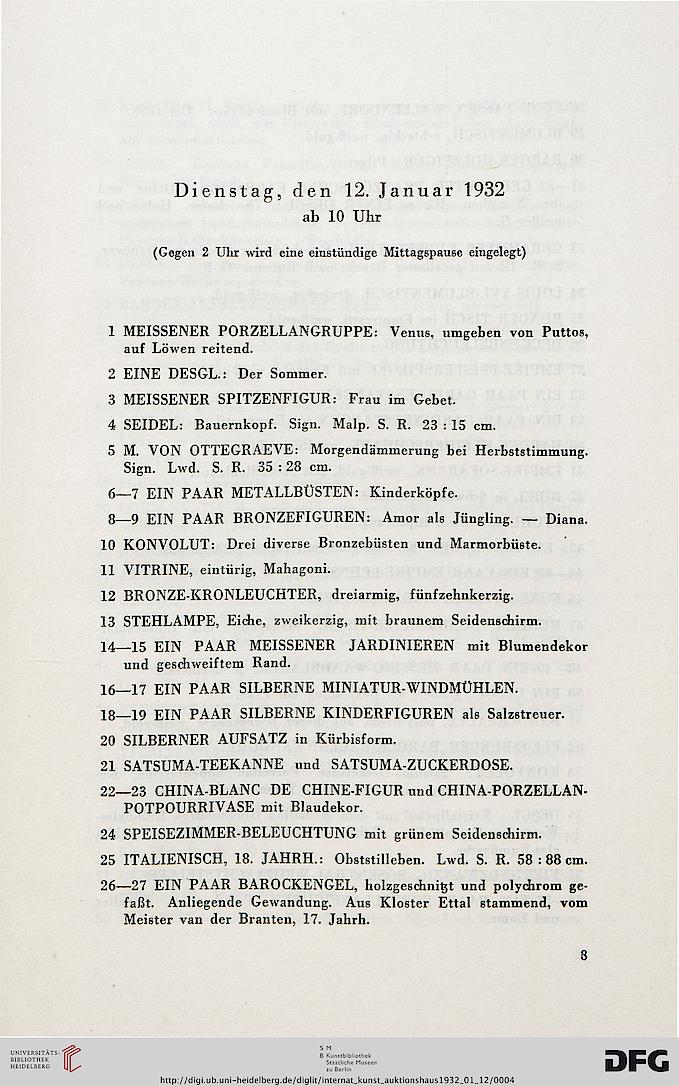 Dienstag, den 12. Januar 1932
ab 10 Uhr
(Gegen 2 Uhr wird eine einstündige Mittagspause eingelegt)
1 MEISSENER PORZELLANGRUPPE: Venus, umgeben von Puttos,
auf Löwen reitend.
2 EINE DESGL.: Der Sommer.
3 MEISSENER SPITZENFIGUR: Frau im Gebet.
4 SEIDEL: Bauernkopf. Sign. Malp. S. R. 23 : 15 cm.
5 M. VON OTTEGRAEVE: Morgendämmerung bei Herbststimmung.
Sign. Lwd. S. R. 35 : 28 cm.
6—7 EIN PAAR METALLBÜSTEN: Kinderköpfe.
8—9 EIN PAAR BRONZEFIGUREN: Amor als Jüngling. — Diana.
10 KONVOLUT: Drei diverse Bronzebüsten und Marmorbüste.
11 VITRINE, eintürig, Mahagoni.
12 BRONZE-KRONLEUCHTER, dreiarmig, fünfzehnkerzig.
13 STEHLAMPE, Eiche, zweikerzig, mit braunem Seidenschirm.
14—15 EIN PAAR MEISSENER JARDINIEREN mit Blumendekor
und geschweiftem Rand.
16—17 EIN PAAR SILBERNE MINIATUR-WINDMÜHLEN.
18—19 EIN PAAR SILBERNE KINDERFIGUREN als Salzstreuer.
20 SILBERNER AUFSATZ in Kürbisform.
21 SATSUMA-TEEKANNE und SATSUMA-ZUCKERDOSE.
22—23 CHINA-BLANC DE CHINE-FIGUR und CHINA-PORZELLAN-
POTPOURRIVASE mit Blaudekor.
24 SPEISEZIMMER-BELEUCHTUNG mit grünem Seidenschirm.
25 ITALIENISCH, 18. JAHRH.: Obststilleben. Lwd. S. R. 58 : 88 cm.
26—27 EIN PAAR BAROCKENGEL, holzgeschnitzt und polychrom ge-
faßt. Anliegende Gewandung. Aus Kloster Ettal stammend, vom
Meister van der Branten, 17. Jahrh.
8
UNIVERSITÄTS-
BIBLIOTHEK
HEIDELBERG
S M
B Kunstbibliothek
Staatliche Museen
zu Berlin
DFG
http://digi.ub.uni-heidelberg.de/diglit/internat_kunst_auktionshaus1932_01_12/0004